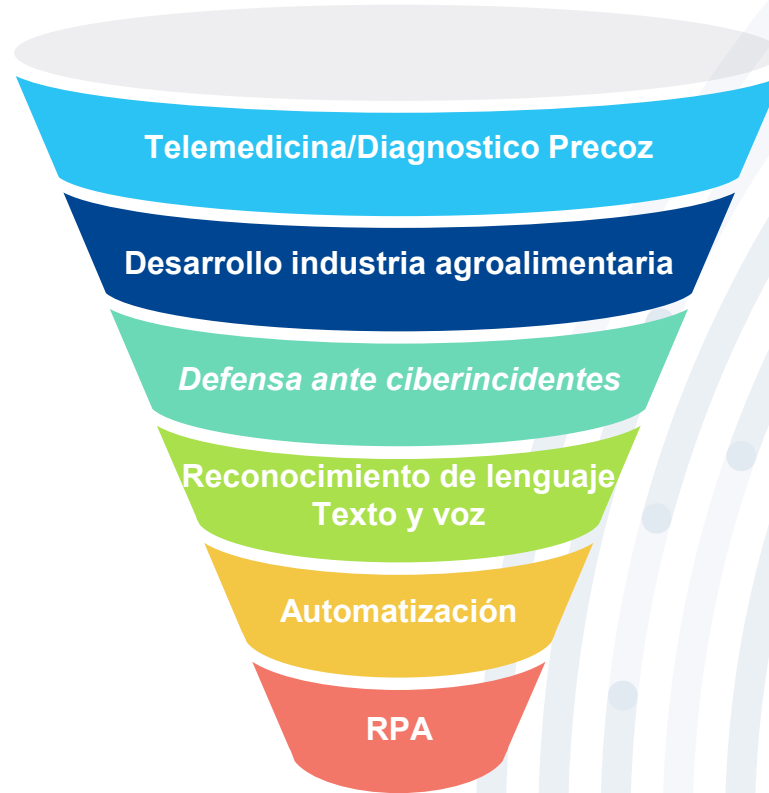 Telemedicina/Diagnostico Precoz
Desarrollo industria agroalimentaria
Defensa ante ciberincidentes
Reconocimiento de lenguaje
Texto y voz
Automatización
RPA